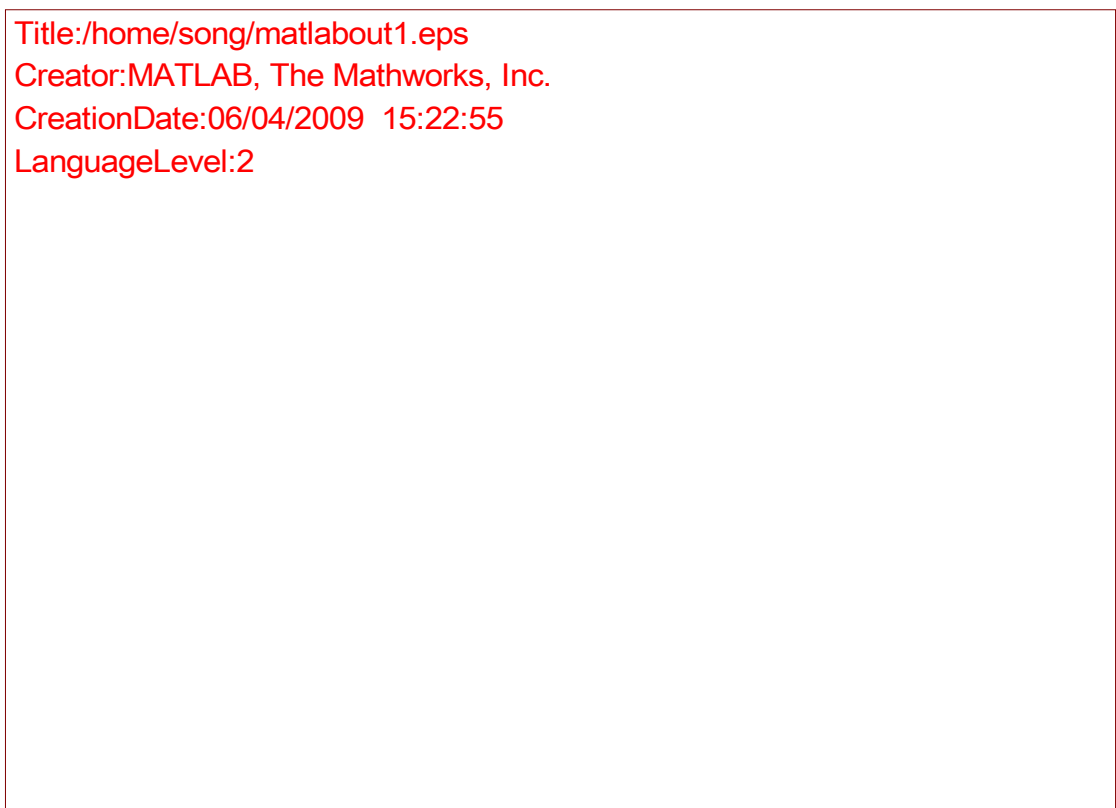 Title:/home/song/matlabout1.eps
Creator:MATLAB, The Mathworks, Inc.
CreationDate:06/04/2009  15:22:55
LanguageLevel:2